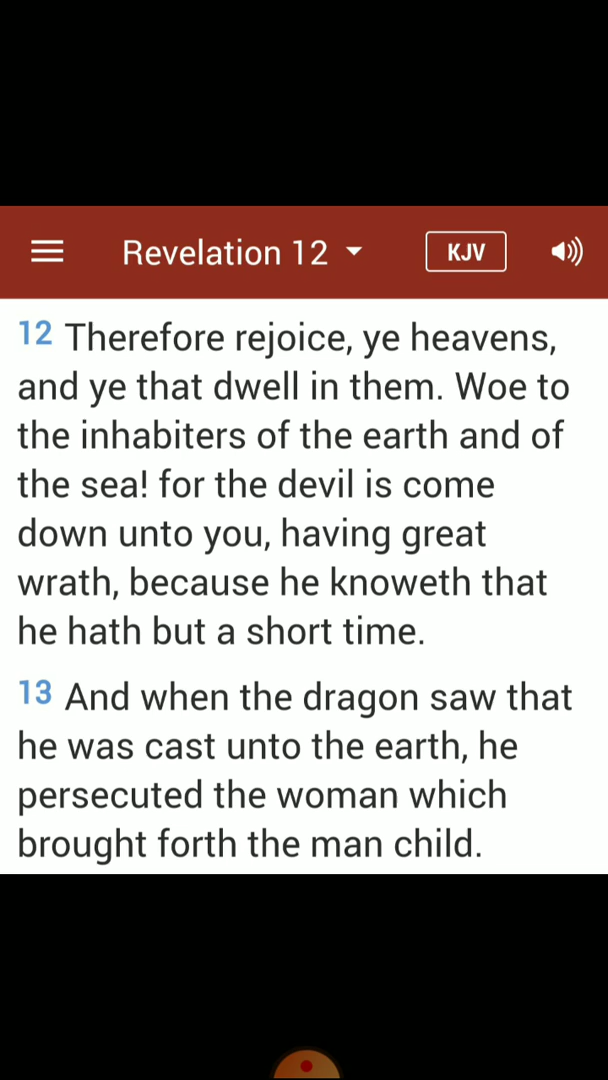 Revelation 12
KJV
12 Therefore rejoice, ye heavens,
and ye that dwell in them. Woe to
the inhabiters of the earth and of
the sea! for the devil is come
down unto you, having great
wrath, because he knoweth that
he hath but a short time.
13 And when the dragon saw that
he was cast unto the earth, he
persecuted the woman which
brought forth the man child.